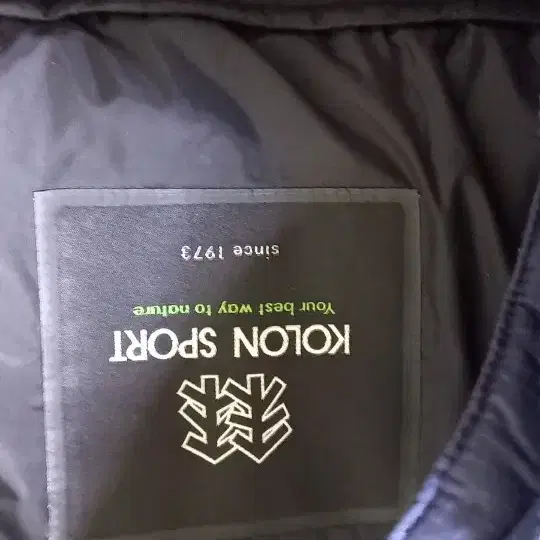 KOLON SPORT
Your best way to nature
since 1973